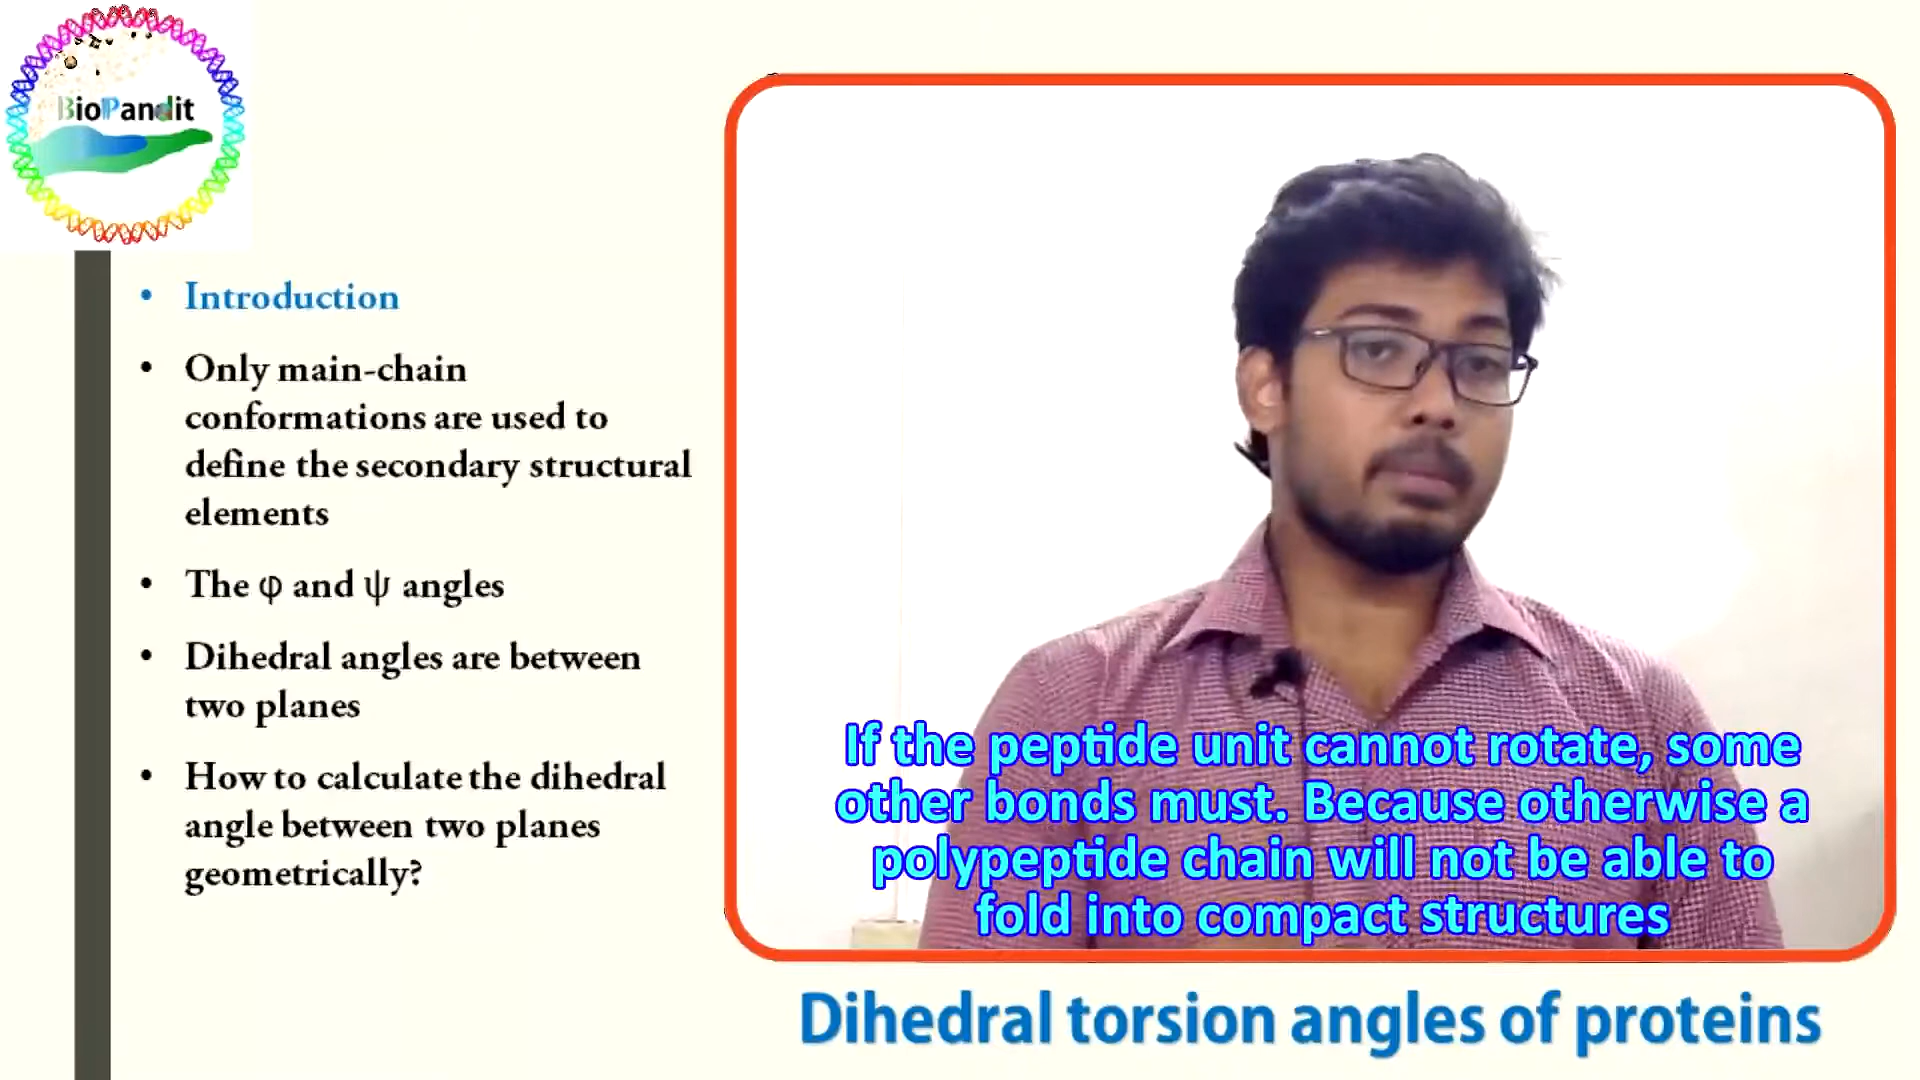 BioPandit
• Introduction
• Only main-chain
conformations are used to
define the secondary structural
elements
• The φ and ψ angles
• Dihedral angles are between
two planes
• How to calculate the dihedral
angle between two planes
geometrically?
If the peptide unit cannot rotate, some
other bonds must. Because otherwise a
polypeptide chain will not be able to
fold into compact structures
Dihedral torsion angles of proteins